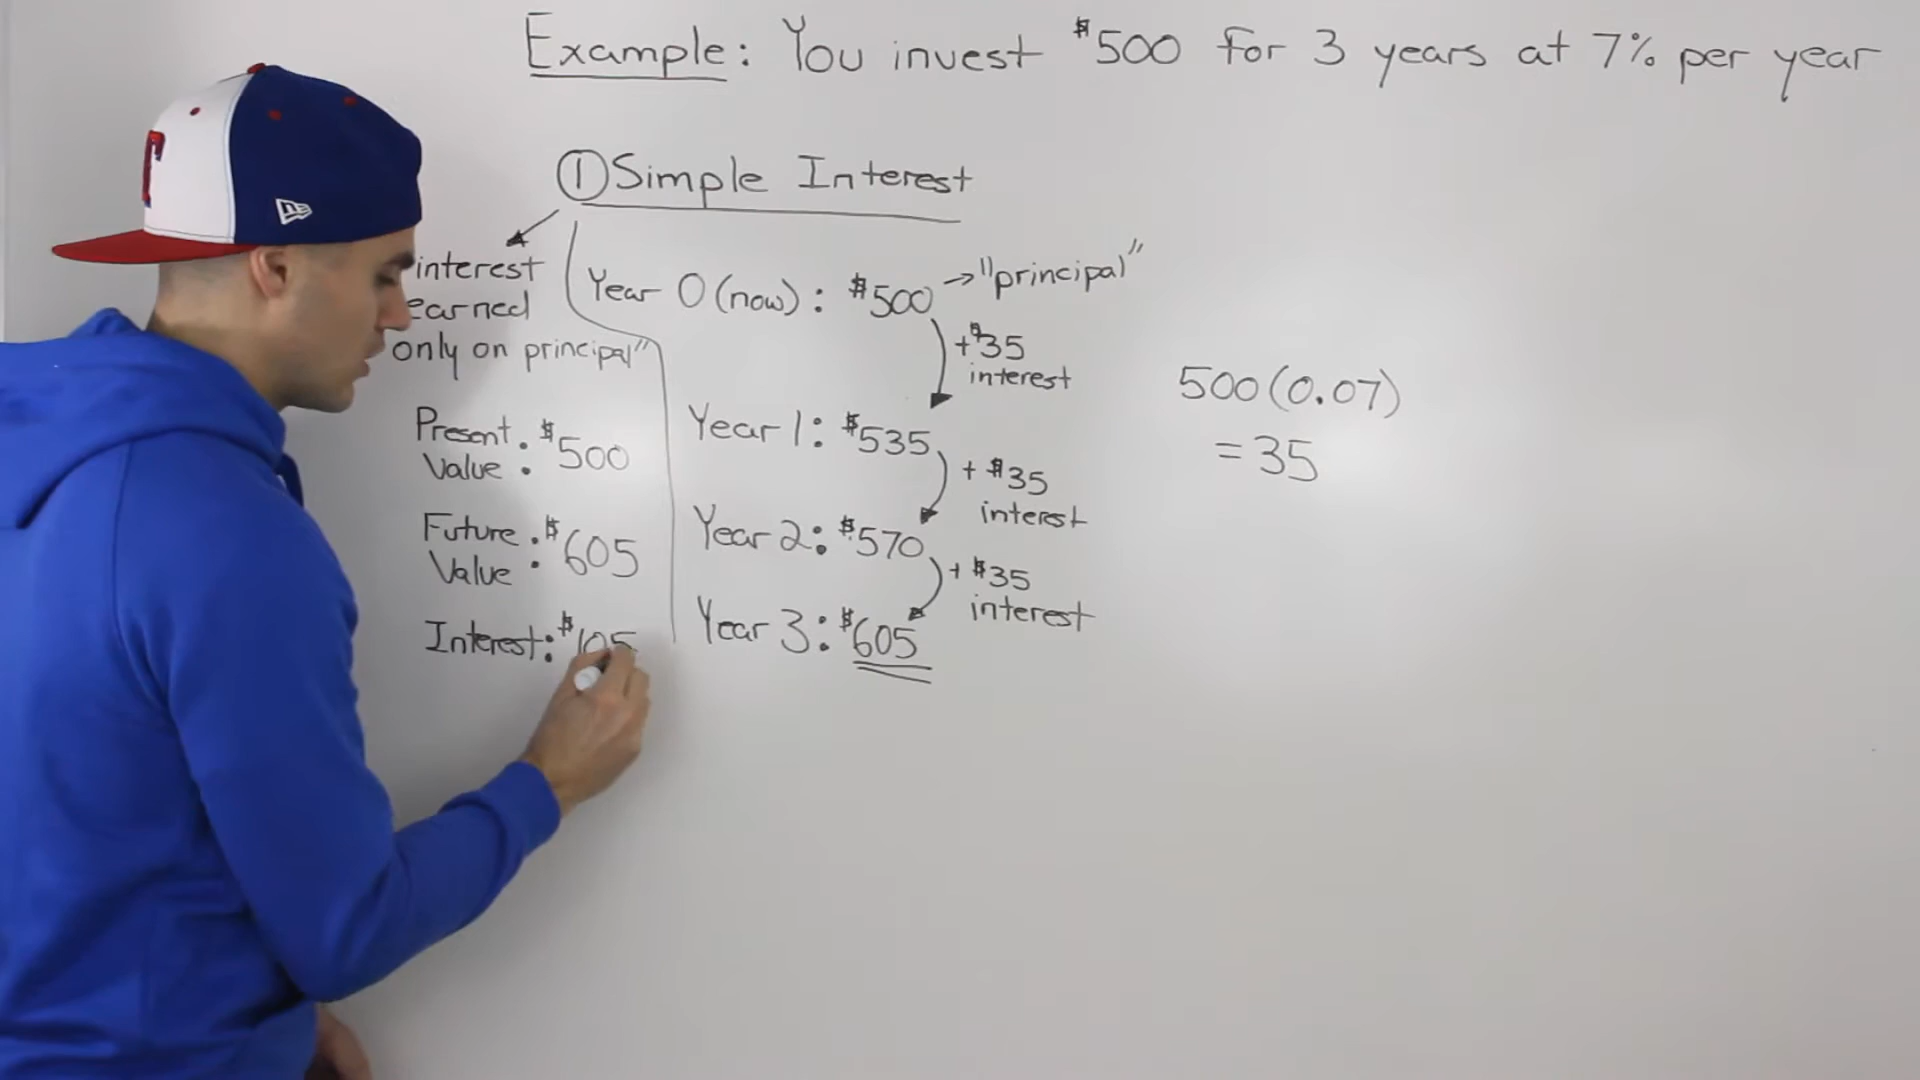 Example: You invest $500 for 3 years at 7% per year
① Simple Interest
interest
earned
only on principal"
Year 0 (now): $500 → "principal"
+$35
interest
Year 1: $535
+ $35
interest
Year 2: $570
+ $35
interest
Year 3: $605
500(0.07)
= 35
Present
Value : $500
Future
Value : $605
Interest: $105